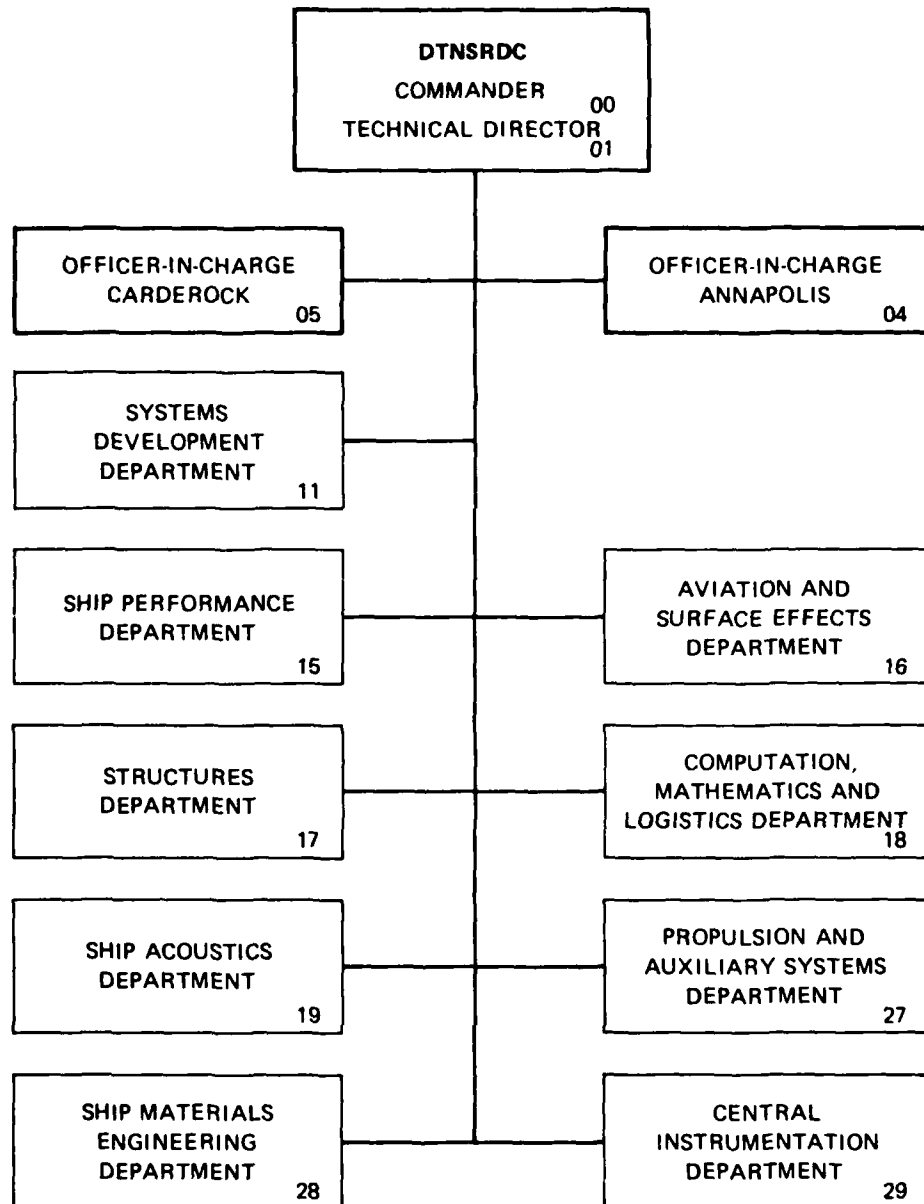 DTNSRDC
COMMANDER
00
TECHNICAL DIRECTOR
01
OFFICER-IN-CHARGE
CARDEROCK
05
OFFICER-IN-CHARGE
ANNAPOLIS
04
SYSTEMS
DEVELOPMENT
DEPARTMENT
11
SHIP PERFORMANCE
DEPARTMENT
15
AVIATION AND
SURFACE EFFECTS
DEPARTMENT
16
STRUCTURES
DEPARTMENT
17
COMPUTATION,
MATHEMATICS AND
LOGISTICS DEPARTMENT
18
SHIP ACOUSTICS
DEPARTMENT
19
PROPULSION AND
AUXILIARY SYSTEMS
DEPARTMENT
27
SHIP MATERIALS
ENGINEERING
DEPARTMENT
28
CENTRAL
INSTRUMENTATION
DEPARTMENT
29